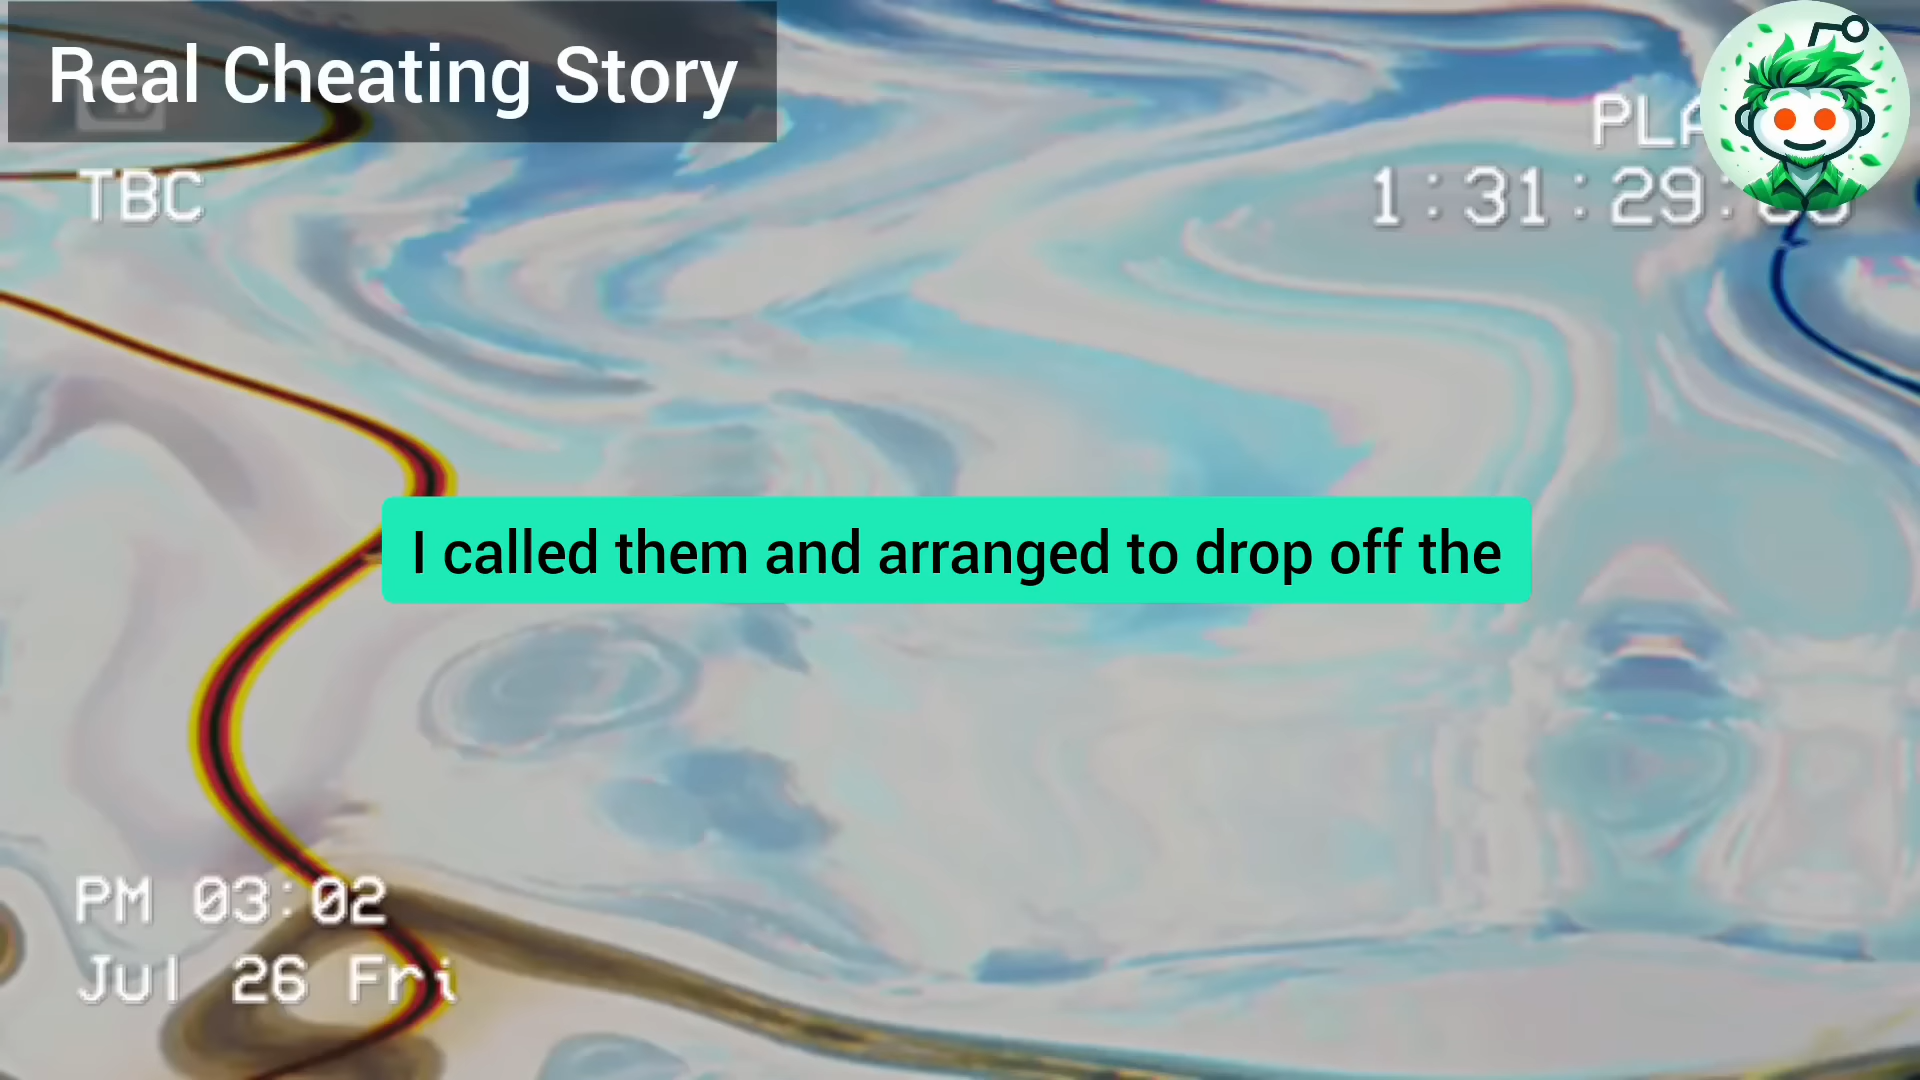 Real Cheating Story
PLA
TBC
1:31:29:
I called them and arranged to drop off the
PM 03:02
Jul 26 Fri